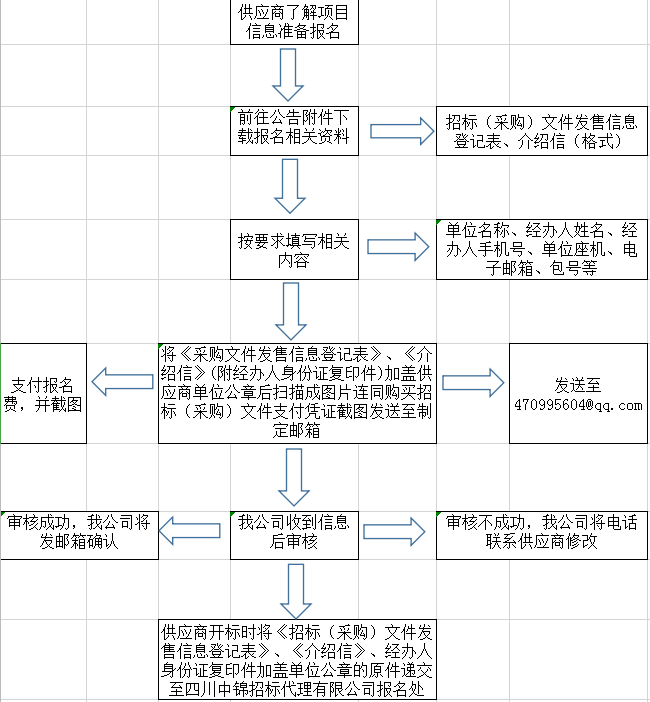 供应商了解项目
信息准备报名
前往公告附件下
载报名相关资料
招标（采购）文件发售信息
登记表、介绍信（格式）
按要求填写相关
内容
单位名称、经办人姓名、经
办人手机号、单位座机、电
子邮箱、包号等
支付报名
费，并截图
将《采购文件发售信息登记表》、《介
绍信》(附经办人身份证复印件)加盖供
应商单位公章后扫描成图片连同购买招
标（采购）文件支付凭证截图发送至制
定邮箱
发送至
470995604@qq.com
审核成功，我公司将
发邮箱确认
我公司收到信息
后审核
审核不成功，我公司将电话
联系供应商修改
供应商开标时将《招标（采购）文件发
售信息登记表》、《介绍信》、经办人
身份证复印件加盖单位公章的原件递交
至四川中锦招标代理有限公司报名处